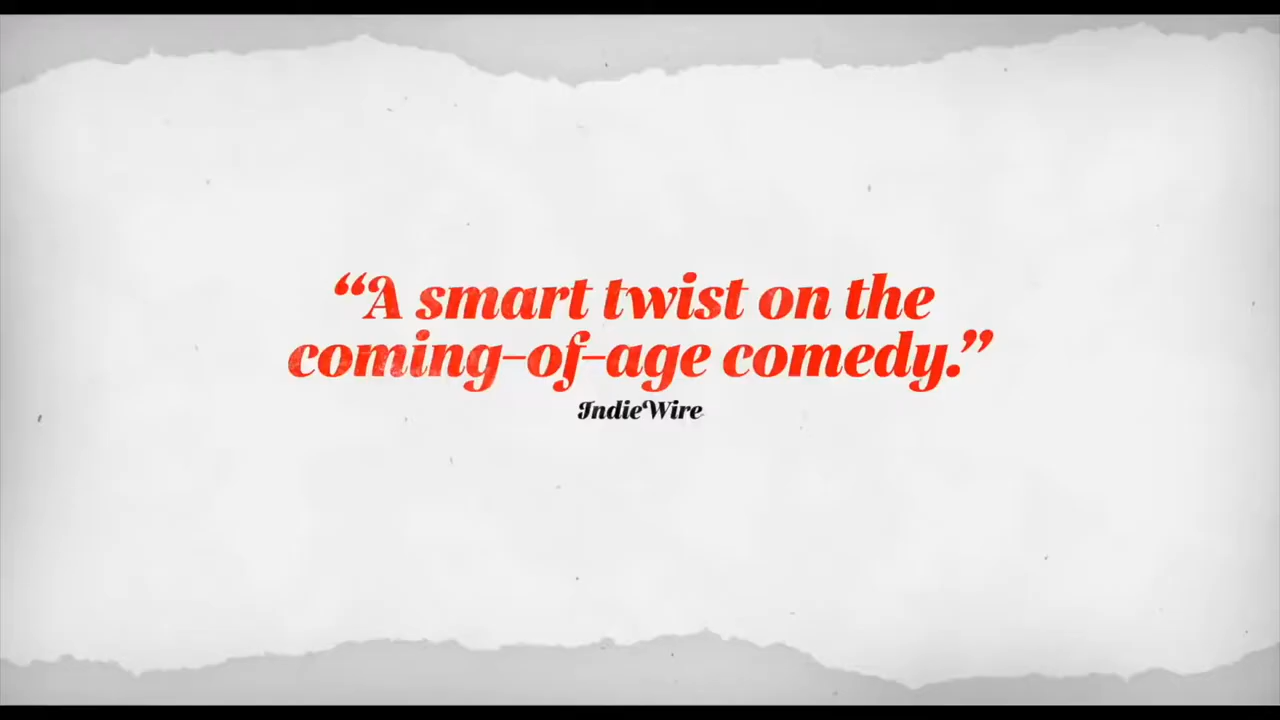 “A smart twist on the
coming-of-age comedy.”
IndieWire